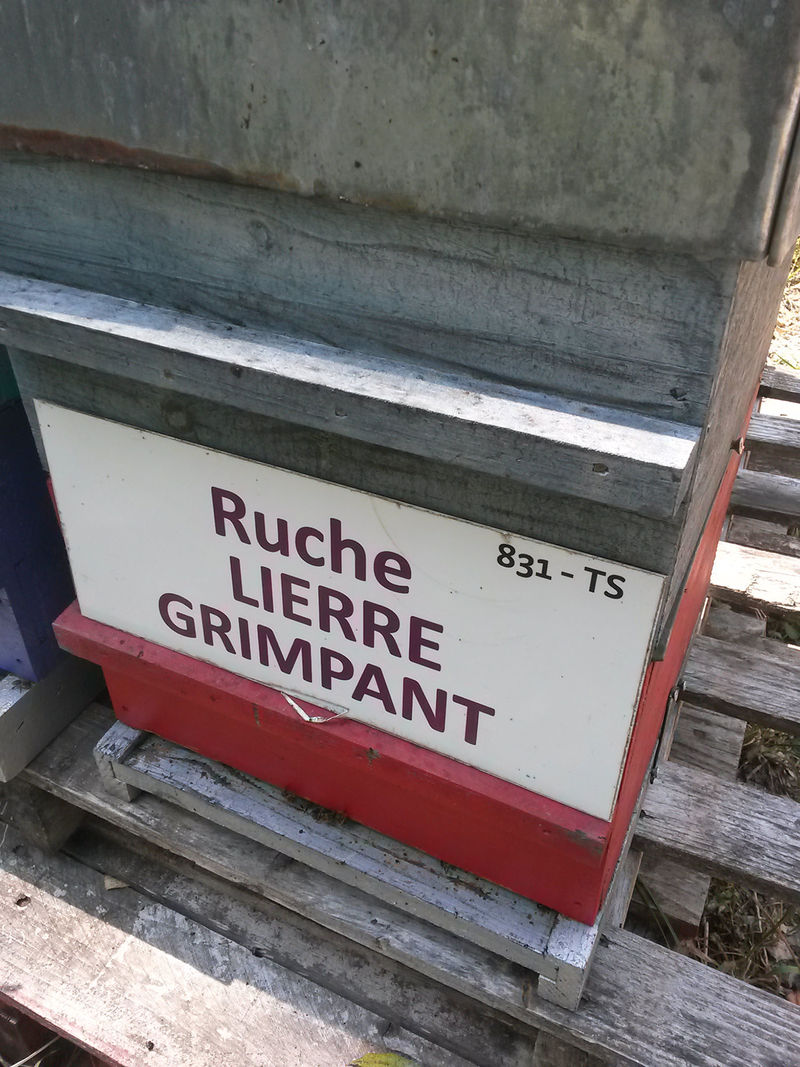 Ruche
831 - TS
LIERRE
GRIMPANT